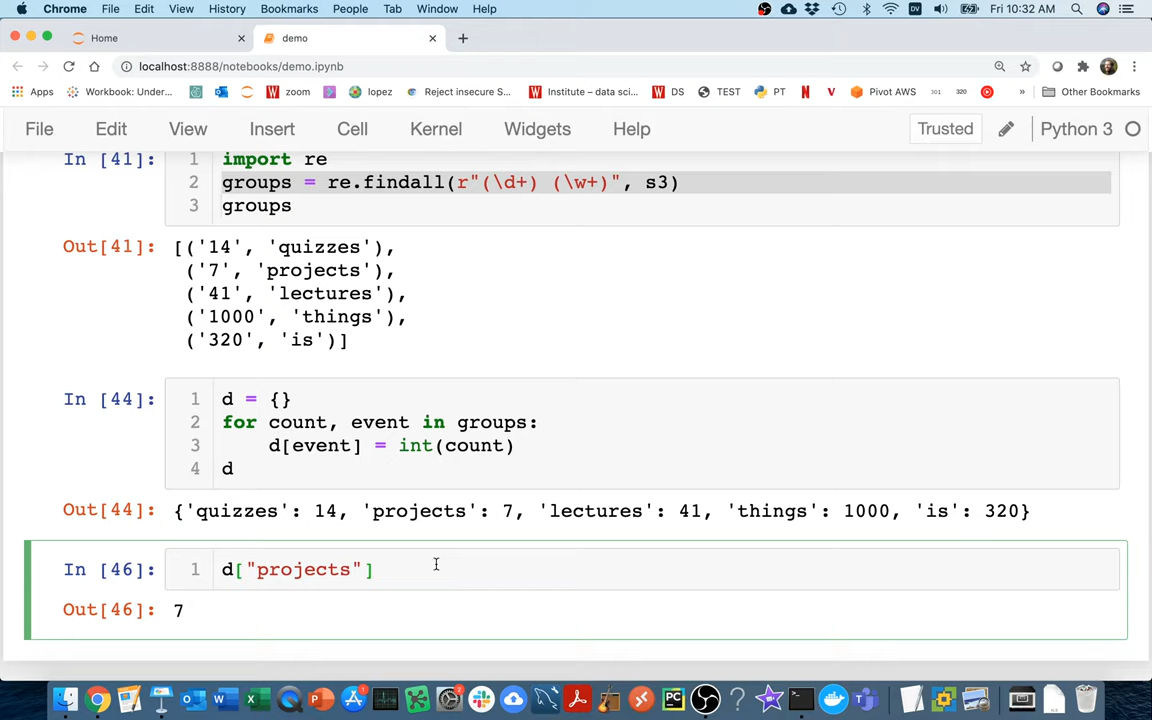 Chrome File Edit View History Bookmarks People Tab Window Help DV Fri 10:32 AM
Home demo
localhost:8888/notebooks/demo.ipynb
Apps Workbook: Under... zoom lopez Reject insecure S... Institute – data sci... DS TEST PT Pivot AWS 301 320 » Other Bookmarks
File Edit View Insert Cell Kernel Widgets Help Trusted Python 3
In [41]: 1 import re
2 groups = re.findall(r"(\d+) (\w+)", s3)
3 groups
Out[41]: [('14', 'quizzes'),
('7', 'projects'),
('41', 'lectures'),
('1000', 'things'),
('320', 'is')]
In [44]: 1 d = {}
2 for count, event in groups:
3 d[event] = int(count)
4 d
Out[44]: {'quizzes': 14, 'projects': 7, 'lectures': 41, 'things': 1000, 'is': 320}
In [46]: 1 d["projects"]
Out[46]: 7